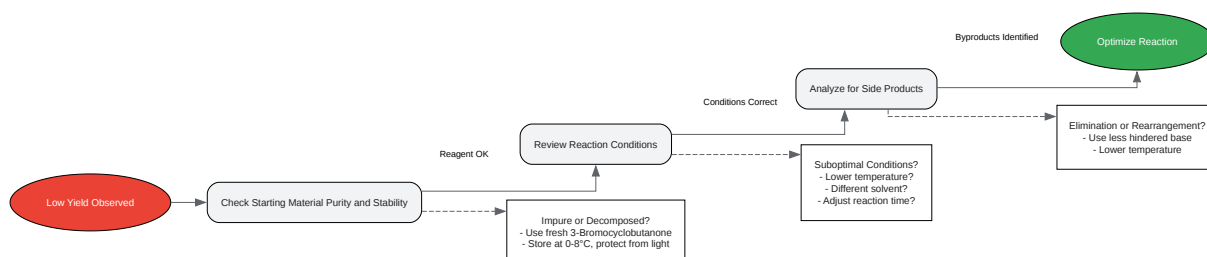 Low Yield Observed
Check Starting Material Purity and Stability
Reagent OK
Impure or Decomposed?
- Use fresh 3-Bromocyclobutanone
- Store at 0-8°C, protect from light
Review Reaction Conditions
Conditions Correct
Suboptimal Conditions?
- Lower temperature?
- Different solvent?
- Adjust reaction time?
Analyze for Side Products
Byproducts Identified
Elimination or Rearrangement?
- Use less hindered base
- Lower temperature
Optimize Reaction